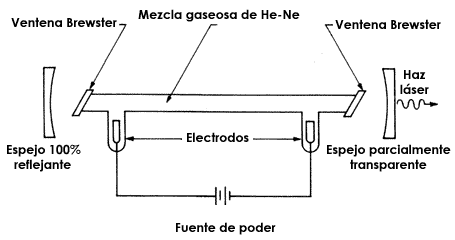 Ventena Brewster
Mezcla gaseosa de He-Ne
Ventena Brewster
Haz
láser
Espejo 100%
reflejante
Electrodos
Espejo parcialmente
transparente
Fuente de poder